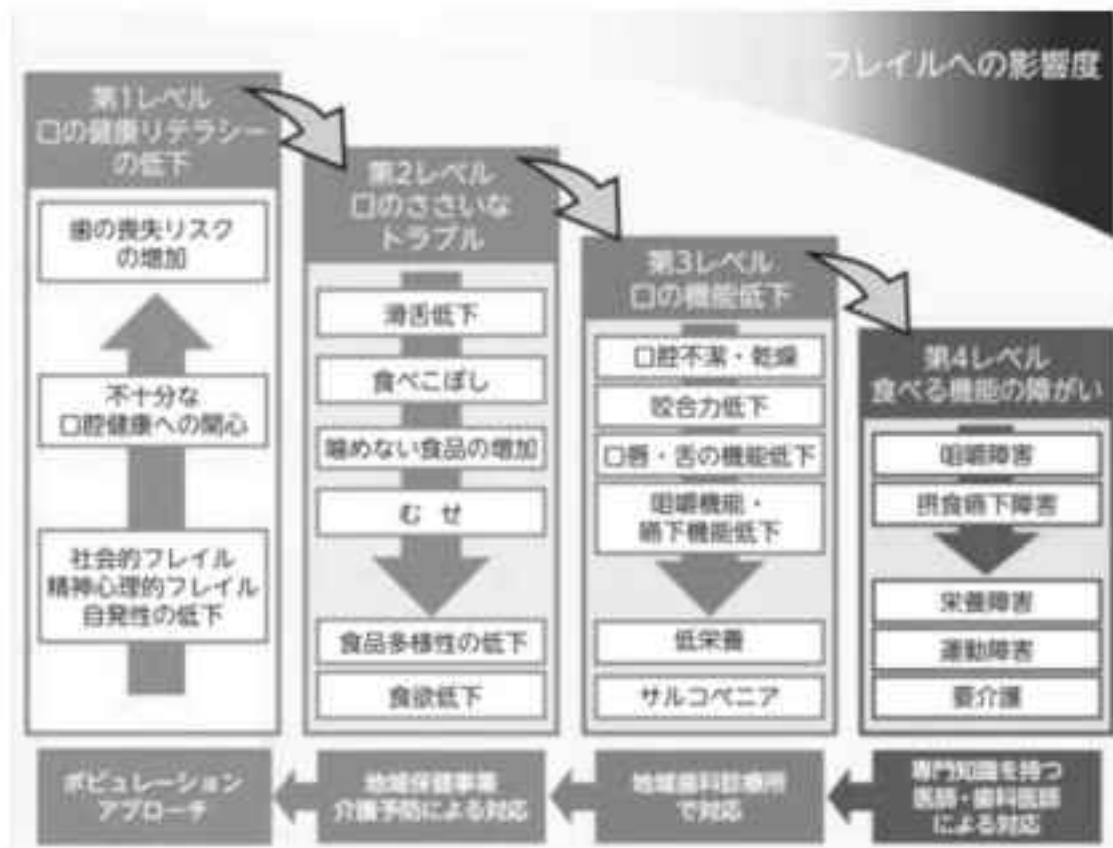 フレイルへの影響度
第1レベル
口の健康リテラシー
の低下
歯の喪失リスク
の増加
不十分な
口腔健康への関心
社会的フレイル
精神心理的フレイル
自発性の低下
ポピュレーション
アプローチ
第2レベル
口のささいな
トラブル
滑舌低下
食べこぼし
噛めない食品の増加
むせ
食品多様性の低下
食欲低下
地域保健事業
介護予防による対応
第3レベル
口の機能低下
口腔不潔・乾燥
咬合力低下
口唇・舌の機能低下
咀嚼機能・
嚥下機能低下
低栄養
サルコペニア
地域歯科診療所
で対応
第4レベル
食べる機能の障がい
咀嚼障害
摂食嚥下障害
栄養障害
運動障害
要介護
専門知識を持つ
医師・歯科医師
による対応